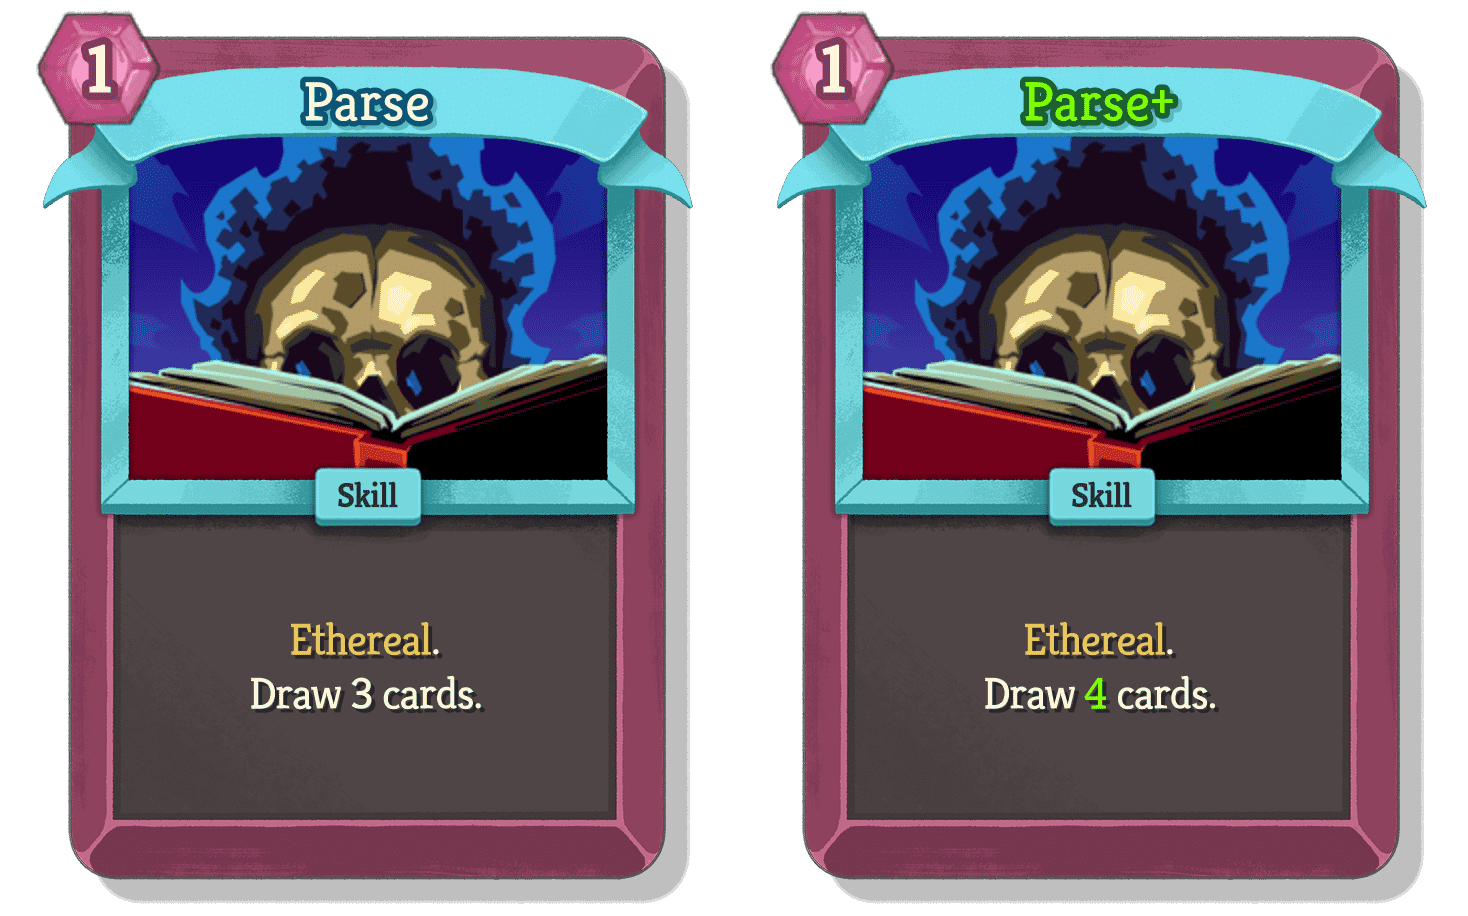 1
Parse
Skill
Ethereal.
Draw 3 cards.
1
Parse+
Skill
Ethereal.
Draw 4 cards.